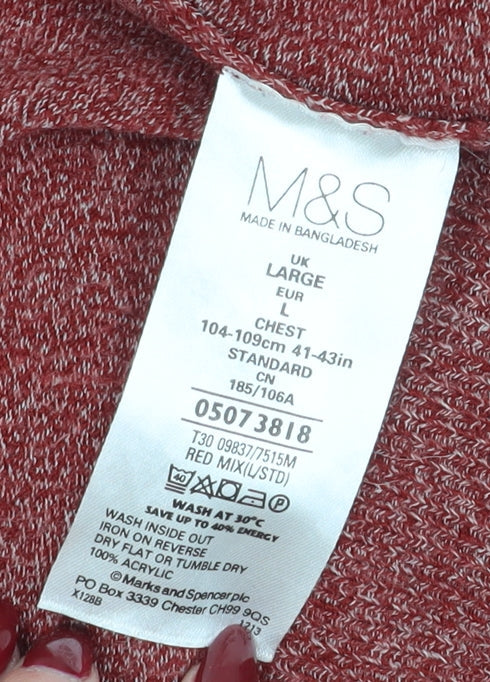 M&S
MADE IN BANGLADESH
UK
LARGE
EUR
L
CHEST
104-109cm 41-43in
STANDARD
CN
185/106A
05073818
T30 09837/7515M
RED MIX(L/STD)
40 P
WASH AT 30°C
SAVE UP TO 40% ENERGY
WASH INSIDE OUT
IRON ON REVERSE
DRY FLAT OR TUMBLE DRY
100% ACRYLIC
©Marks and Spencer plc
PO Box 3339 Chester CH99 9QS
X128B 1213